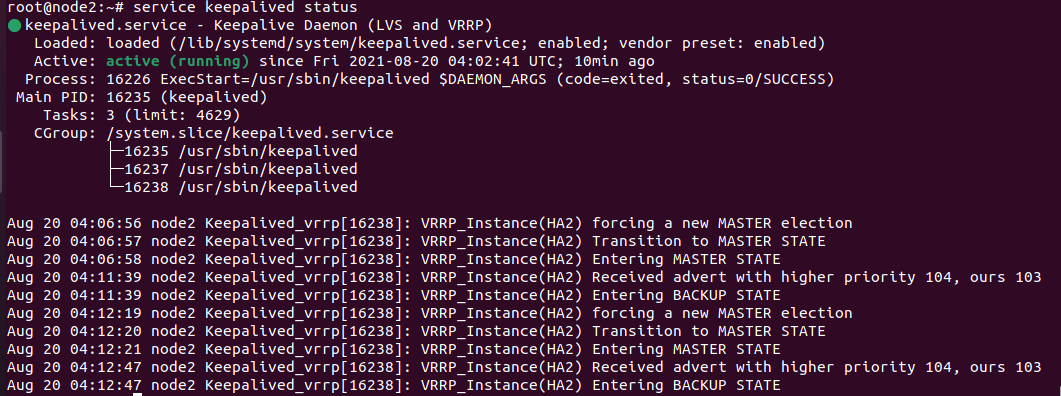 root@node2:~# service keepalived status
● keepalived.service - Keepalive Daemon (LVS and VRRP)
   Loaded: loaded (/lib/systemd/system/keepalived.service; enabled; vendor preset: enabled)
   Active: active (running) since Fri 2021-08-20 04:02:41 UTC; 10min ago
  Process: 16226 ExecStart=/usr/sbin/keepalived $DAEMON_ARGS (code=exited, status=0/SUCCESS)
 Main PID: 16235 (keepalived)
    Tasks: 3 (limit: 4629)
   CGroup: /system.slice/keepalived.service
           ├─16235 /usr/sbin/keepalived
           ├─16237 /usr/sbin/keepalived
           └─16238 /usr/sbin/keepalived

Aug 20 04:06:56 node2 Keepalived_vrrp[16238]: VRRP_Instance(HA2) forcing a new MASTER election
Aug 20 04:06:57 node2 Keepalived_vrrp[16238]: VRRP_Instance(HA2) Transition to MASTER STATE
Aug 20 04:06:58 node2 Keepalived_vrrp[16238]: VRRP_Instance(HA2) Entering MASTER STATE
Aug 20 04:11:39 node2 Keepalived_vrrp[16238]: VRRP_Instance(HA2) Received advert with higher priority 104, ours 103
Aug 20 04:11:39 node2 Keepalived_vrrp[16238]: VRRP_Instance(HA2) Entering BACKUP STATE
Aug 20 04:12:19 node2 Keepalived_vrrp[16238]: VRRP_Instance(HA2) forcing a new MASTER election
Aug 20 04:12:20 node2 Keepalived_vrrp[16238]: VRRP_Instance(HA2) Transition to MASTER STATE
Aug 20 04:12:21 node2 Keepalived_vrrp[16238]: VRRP_Instance(HA2) Entering MASTER STATE
Aug 20 04:12:47 node2 Keepalived_vrrp[16238]: VRRP_Instance(HA2) Received advert with higher priority 104, ours 103
Aug 20 04:12:47 node2 Keepalived_vrrp[16238]: VRRP_Instance(HA2) Entering BACKUP STATE